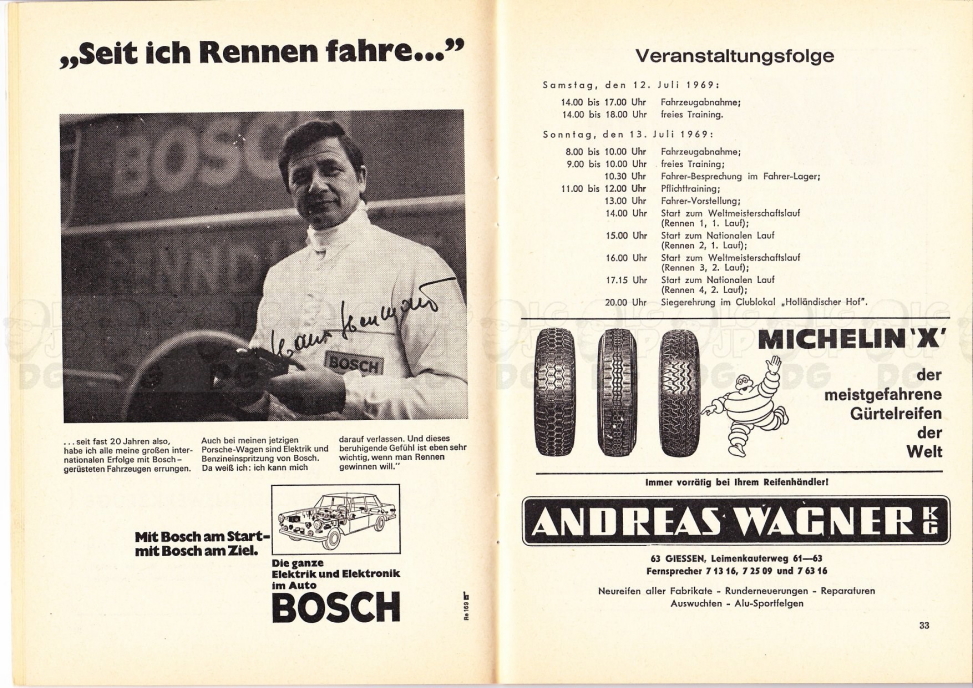 „Seit ich Rennen fahre...”
BOSCH
RENND
Hans Herrmann
BOSCH
... seit fast 20 Jahren also,
habe ich alle meine großen inter-
nationalen Erfolge mit Bosch –
gerüsteten Fahrzeugen errungen.
Auch bei meinen jetzigen
Porsche-Wagen sind Elektrik und
Benzineinspritzung von Bosch.
Da weiß ich: ich kann mich
darauf verlassen. Und dieses
beruhigende Gefühl ist eben sehr
wichtig, wenn man Rennen
gewinnen will.”
Mit Bosch am Start–
mit Bosch am Ziel.
Die ganze
Elektrik und Elektronik
im Auto
BOSCH
Re 169
Veranstaltungsfolge
Samstag, den 12. Juli 1969:
14.00 bis 17.00 Uhr Fahrzeugabnahme;
14.00 bis 18.00 Uhr freies Training.
Sonntag, den 13. Juli 1969:
8.00 bis 10.00 Uhr Fahrzeugabnahme;
9.00 bis 10.00 Uhr freies Training;
10.30 Uhr Fahrer-Besprechung im Fahrer-Lager;
11.00 bis 12.00 Uhr Pflichttraining;
13.00 Uhr Fahrer-Vorstellung;
14.00 Uhr Start zum Weltmeisterschaftslauf
(Rennen 1, 1. Lauf);
15.00 Uhr Start zum Nationalen Lauf
(Rennen 2, 1. Lauf);
16.00 Uhr Start zum Weltmeisterschaftslauf
(Rennen 3, 2. Lauf);
17.15 Uhr Start zum Nationalen Lauf
(Rennen 4, 2. Lauf);
20.00 Uhr Siegerehrung im Clublokal „Holländischer Hof”.
MICHELIN 'X'
der
meistgefahrene
Gürtelreifen
der
Welt
Immer vorrätig bei Ihrem Reifenhändler!
ANDREAS WAGNER KG
63 GIESSEN, Leimenkauterweg 61—63
Fernsprecher 7 13 16, 7 25 09 und 7 63 16
Neureifen aller Fabrikate - Runderneuerungen - Reparaturen
Auswuchten - Alu-Sportfelgen
33